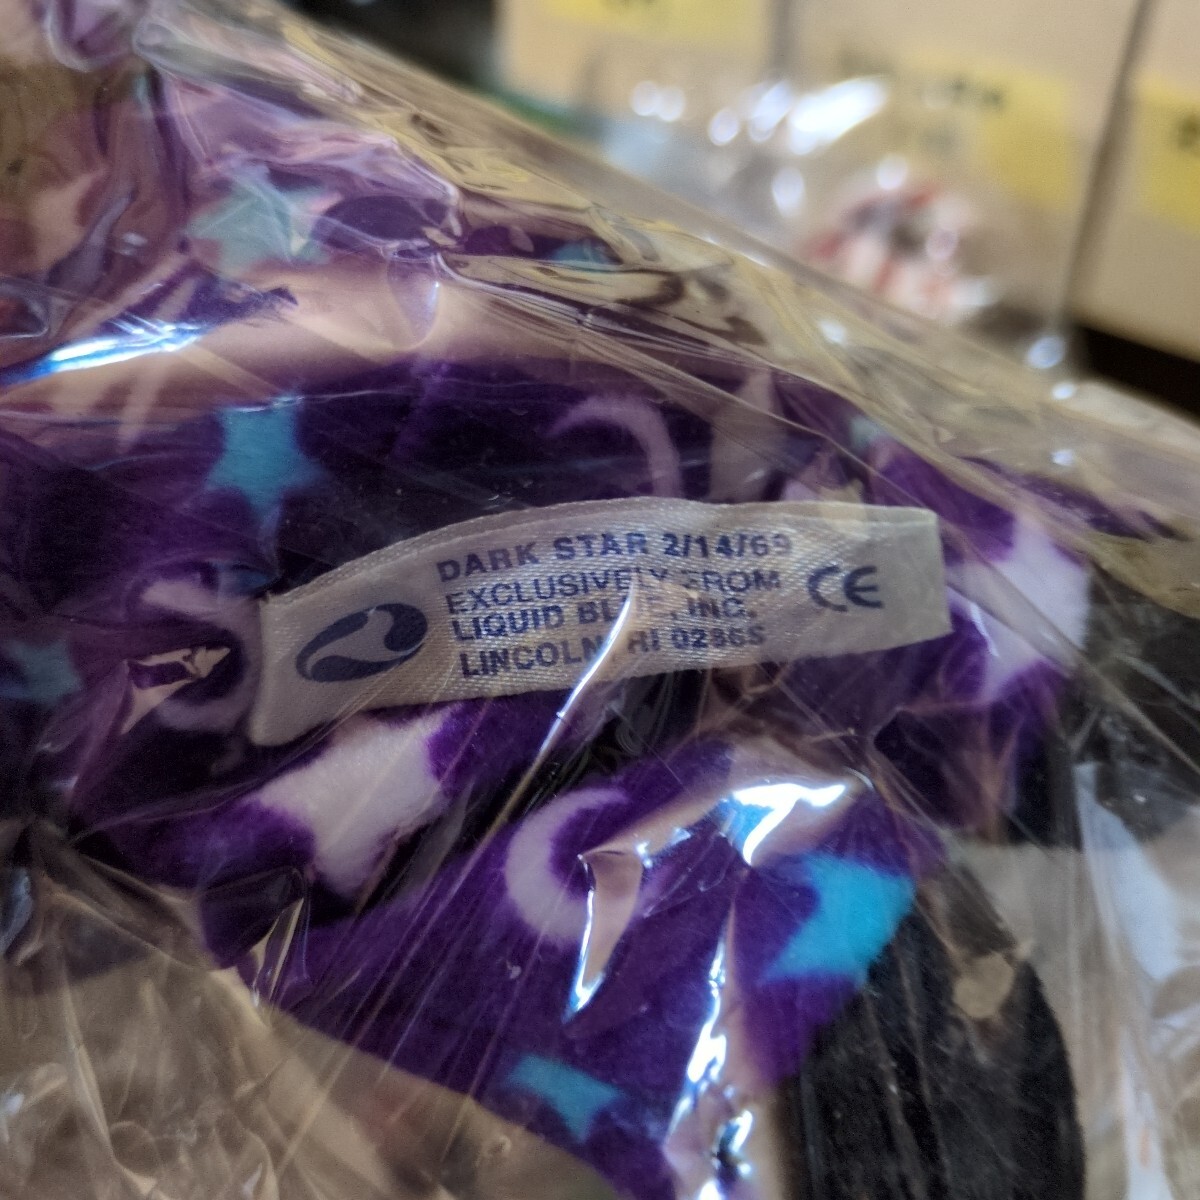 DARK STAR 2/14/69
EXCLUSIVELY FROM
LIQUID BLUE, INC.
LINCOLN, RI 02865
CE